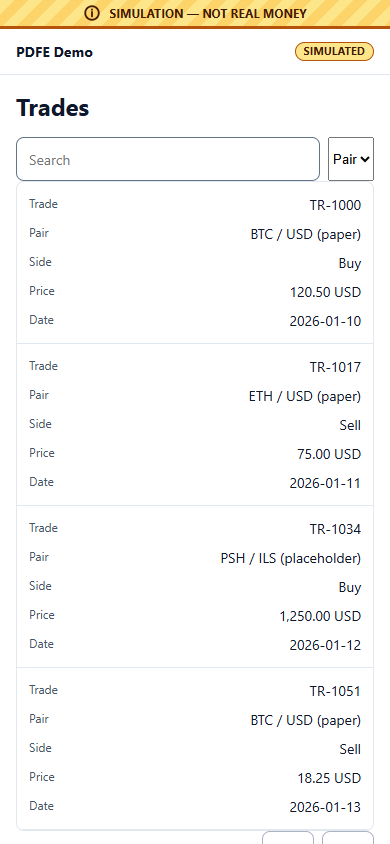 SIMULATION — NOT REAL MONEY
PDFE Demo
SIMULATED
Trades
Search
Pair
Trade TR-1000
Pair BTC / USD (paper)
Side Buy
Price 120.50 USD
Date 2026-01-10
Trade TR-1017
Pair ETH / USD (paper)
Side Sell
Price 75.00 USD
Date 2026-01-11
Trade TR-1034
Pair PSH / ILS (placeholder)
Side Buy
Price 1,250.00 USD
Date 2026-01-12
Trade TR-1051
Pair BTC / USD (paper)
Side Sell
Price 18.25 USD
Date 2026-01-13